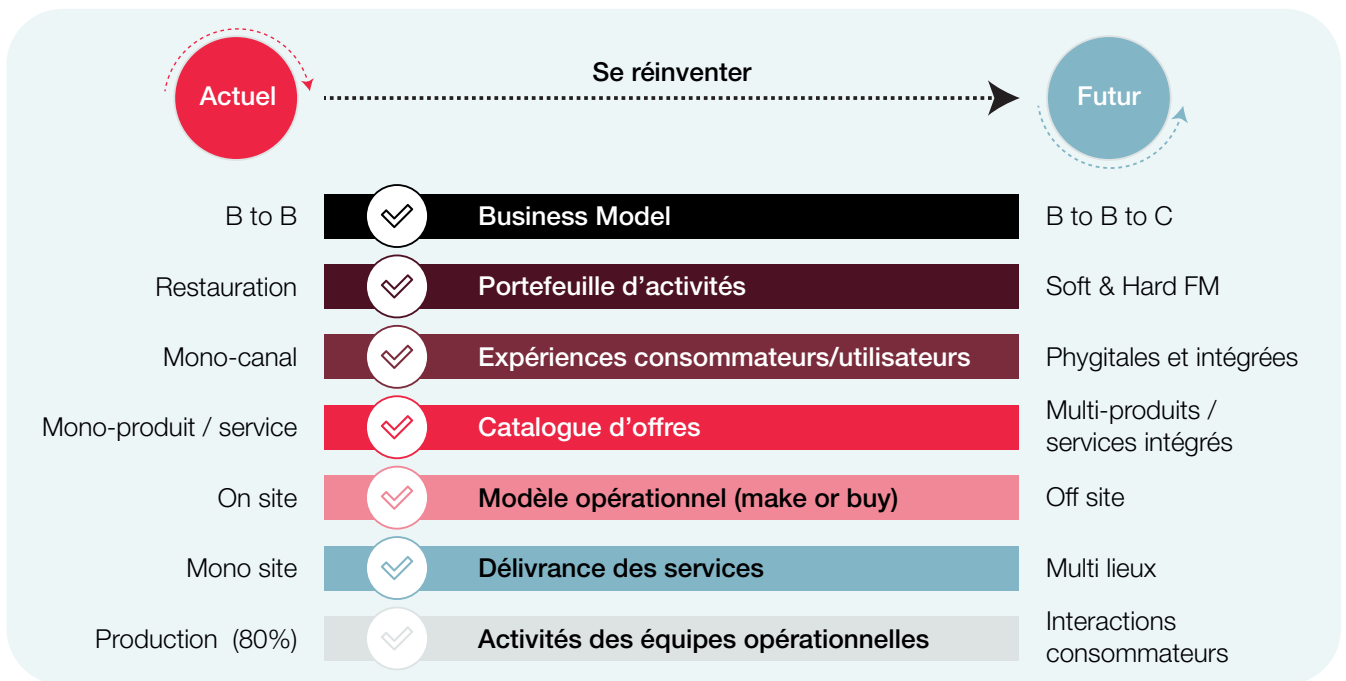 Actuel
Se réinventer
Futur
B to B
Business Model
B to B to C
Restauration
Portefeuille d’activités
Soft & Hard FM
Mono-canal
Expériences consommateurs/utilisateurs
Phygitales et intégrées
Mono-produit / service
Catalogue d’offres
Multi-produits /
services intégrés
On site
Modèle opérationnel (make or buy)
Off site
Mono site
Délivrance des services
Multi lieux
Production (80%)
Activités des équipes opérationnelles
Interactions
consommateurs